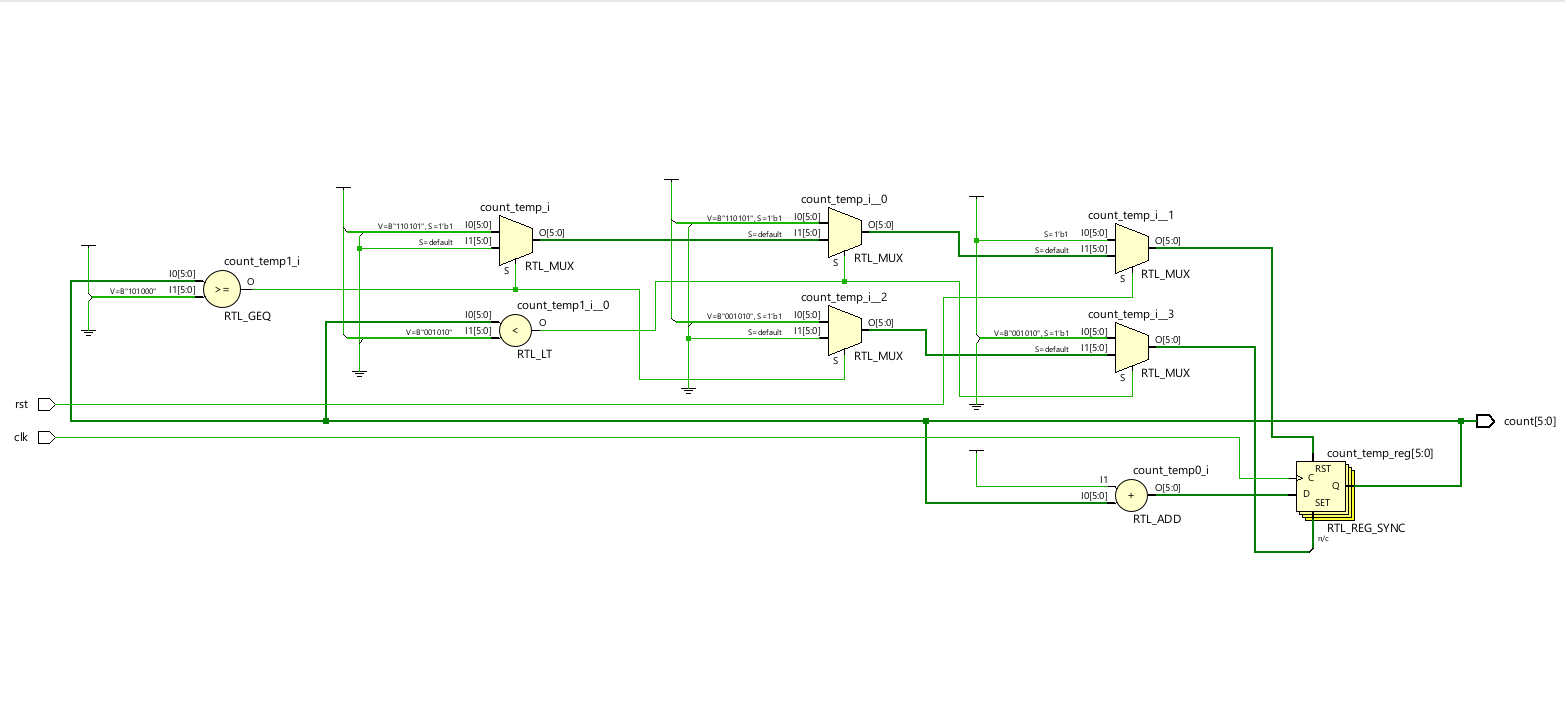 count_temp1_i
I0[5:0]
V=B"101000"
I1[5:0]
O
>=
RTL_GEQ
count_temp_i
V=B"110101", S=1'b1
I0[5:0]
S=default
I1[5:0]
O[5:0]
S
RTL_MUX
count_temp1_i__0
I0[5:0]
V=B"001010"
I1[5:0]
O
<
RTL_LT
count_temp_i__0
V=B"110101", S=1'b1
I0[5:0]
S=default
I1[5:0]
O[5:0]
S
RTL_MUX
count_temp_i__2
V=B"001010", S=1'b1
I0[5:0]
S=default
I1[5:0]
O[5:0]
S
RTL_MUX
count_temp_i__1
S=1'b1
I0[5:0]
S=default
I1[5:0]
O[5:0]
S
RTL_MUX
count_temp_i__3
V=B"001010", S=1'b1
I0[5:0]
S=default
I1[5:0]
O[5:0]
S
RTL_MUX
rst
clk
count[5:0]
count_temp0_i
I1
I0[5:0]
+
O[5:0]
RTL_ADD
count_temp_reg[5:0]
RST
C
Q
D
SET
RTL_REG_SYNC
n/c